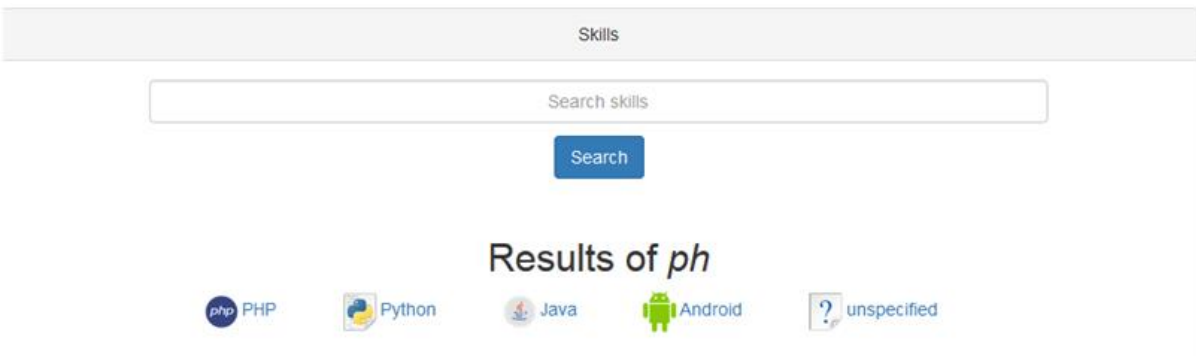 Skills
Search skills
Search
Results of ph
php PHP Python Java Android ? unspecified